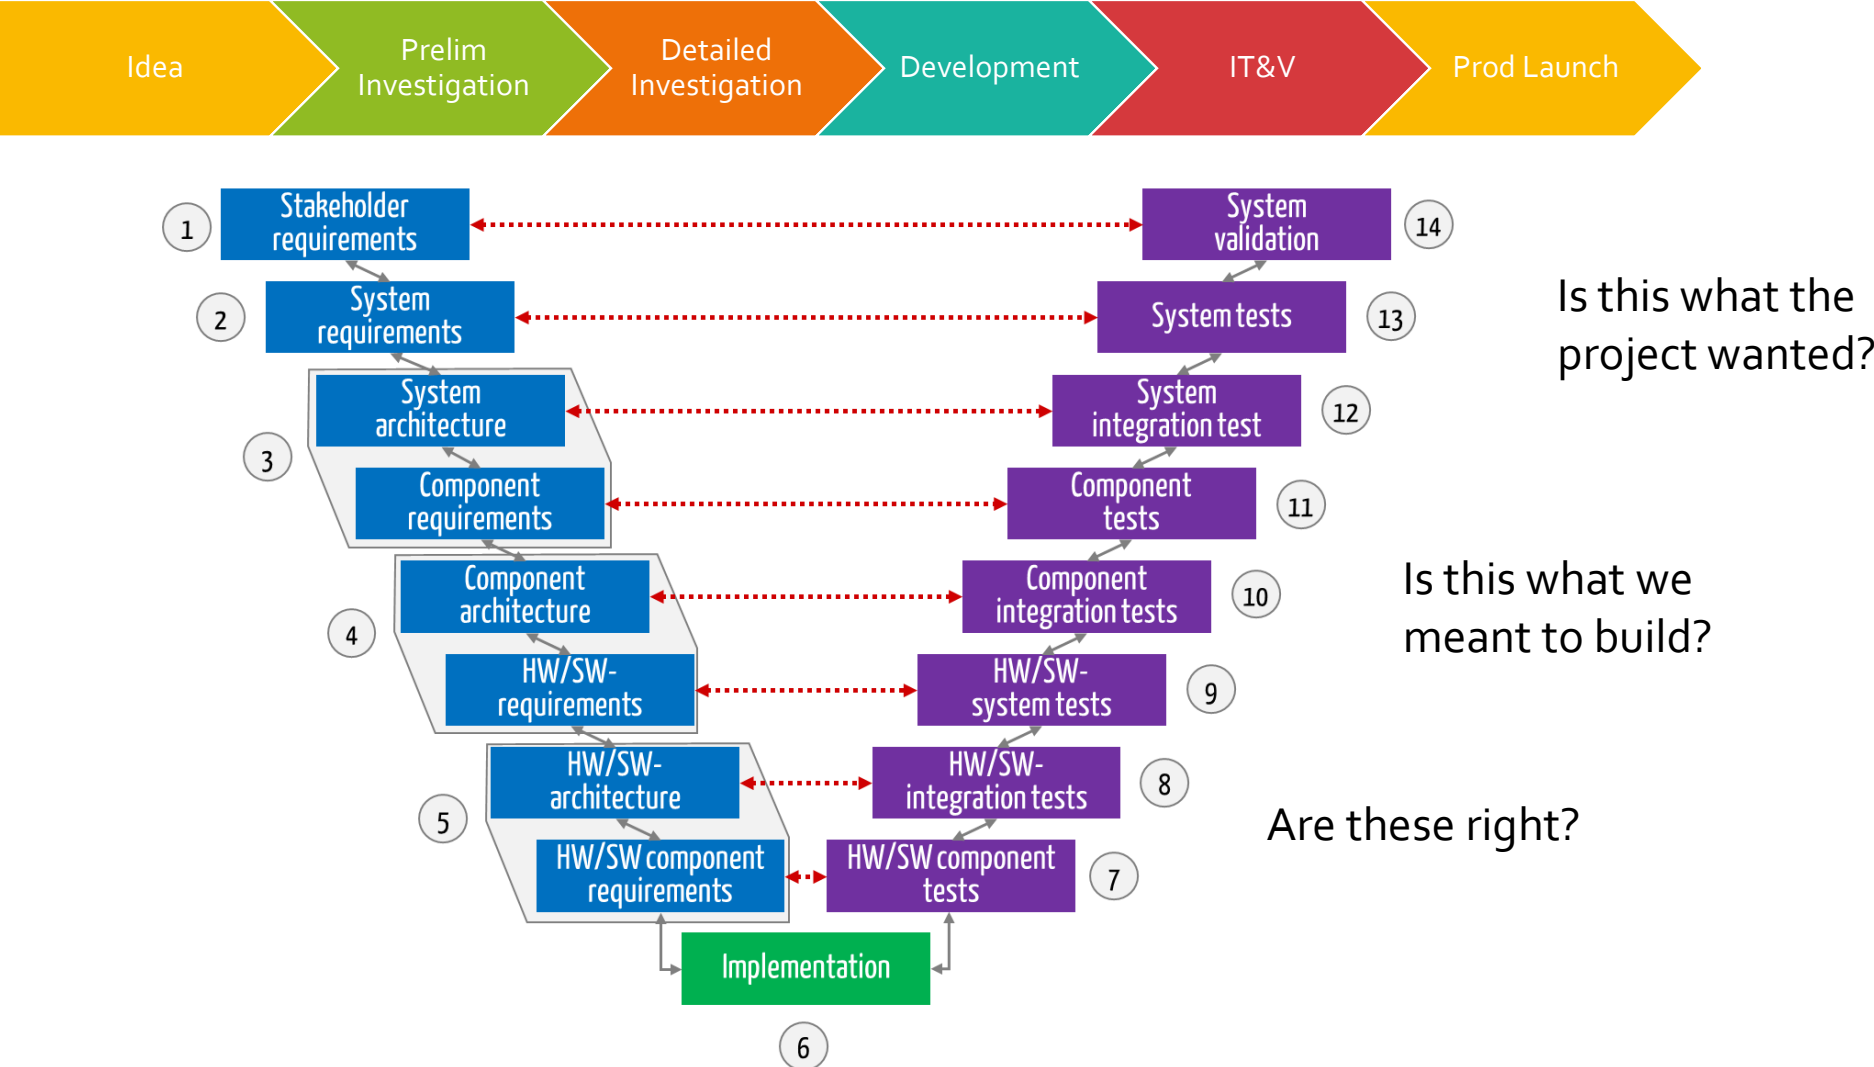 Idea
Prelim
Investigation
Detailed
Investigation
Development
IT&V
Prod Launch
1
Stakeholder
requirements
System
validation
14
2
System
requirements
System tests
13
Is this what the
project wanted?
3
System
architecture
System
integration test
12
Component
requirements
Component
tests
11
4
Component
architecture
Component
integration tests
10
Is this what we
meant to build?
HW/SW-
requirements
HW/SW-
system tests
9
5
HW/SW-
architecture
HW/SW-
integration tests
8
Are these right?
HW/SW component
requirements
HW/SW component
tests
7
Implementation
6